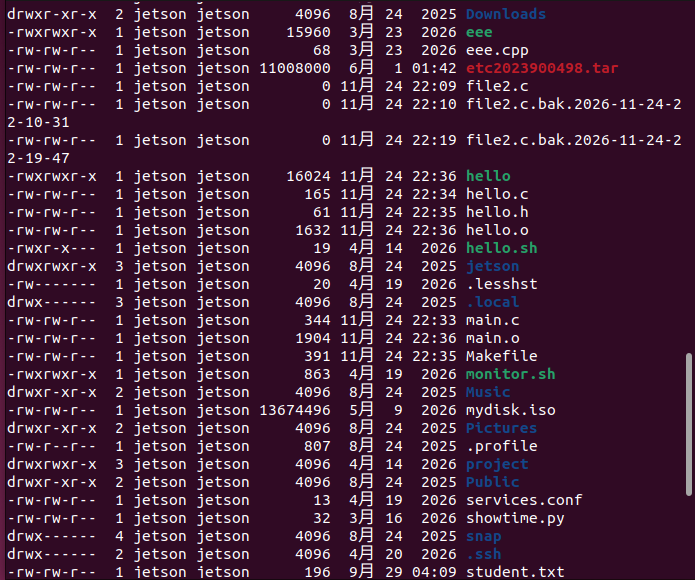 drwxr-xr-x  2 jetson jetson     4096  8月 24  2025 Downloads
-rwxrwxr-x  1 jetson jetson    15960  3月 23  2026 eee
-rw-rw-r--  1 jetson jetson       68  3月 23  2026 eee.cpp
-rw-rw-r--  1 jetson jetson 11008000  6月  1 01:42 etc2023900498.tar
-rw-rw-r--  1 jetson jetson        0 11月 24 22:09 file2.c
-rw-rw-r--  1 jetson jetson        0 11月 24 22:10 file2.c.bak.2026-11-24-2
2-10-31
-rw-rw-r--  1 jetson jetson        0 11月 24 22:19 file2.c.bak.2026-11-24-2
2-19-47
-rwxrwxr-x  1 jetson jetson    16024 11月 24 22:36 hello
-rw-rw-r--  1 jetson jetson      165 11月 24 22:34 hello.c
-rw-rw-r--  1 jetson jetson       61 11月 24 22:35 hello.h
-rw-rw-r--  1 jetson jetson     1632 11月 24 22:36 hello.o
-rwxr-x---  1 jetson jetson       19  4月 14  2026 hello.sh
drwxrwxr-x  3 jetson jetson     4096  8月 24  2025 jetson
-rw-------  1 jetson jetson       20  4月 19  2026 .lesshst
drwx------  3 jetson jetson     4096  8月 24  2025 .local
-rw-rw-r--  1 jetson jetson      344 11月 24 22:33 main.c
-rw-rw-r--  1 jetson jetson     1904 11月 24 22:36 main.o
-rw-rw-r--  1 jetson jetson      391 11月 24 22:35 Makefile
-rwxrwxr-x  1 jetson jetson      863  4月 19  2026 monitor.sh
drwxr-xr-x  2 jetson jetson     4096  8月 24  2025 Music
-rw-rw-r--  1 jetson jetson 13674496  5月  9  2026 mydisk.iso
drwxr-xr-x  2 jetson jetson     4096  8月 24  2025 Pictures
-rw-r--r--  1 jetson jetson      807  8月 24  2025 .profile
drwxrwxr-x  3 jetson jetson     4096  4月 14  2026 project
drwxr-xr-x  2 jetson jetson     4096  8月 24  2025 Public
-rw-rw-r--  1 jetson jetson       13  4月 19  2026 services.conf
-rw-rw-r--  1 jetson jetson       32  3月 16  2026 showtime.py
drwx------  4 jetson jetson     4096  8月 24  2025 snap
drwx------  2 jetson jetson     4096  4月 20  2026 .ssh
-rw-rw-r--  1 jetson jetson      196  9月 29 04:09 student.txt